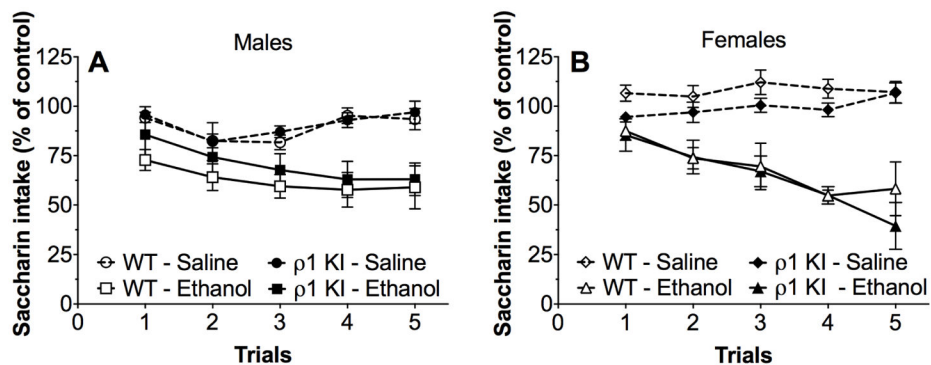 Males
A
Saccharin intake (% of control)
125
100
75
50
25
0
WT - Saline
ρ1 KI - Saline
WT - Ethanol
ρ1 KI - Ethanol
0 1 2 3 4 5
Trials
Females
B
Saccharin intake (% of control)
125
100
75
50
25
0
WT - Saline
ρ1 KI - Saline
WT - Ethanol
ρ1 KI - Ethanol
0 1 2 3 4 5
Trials